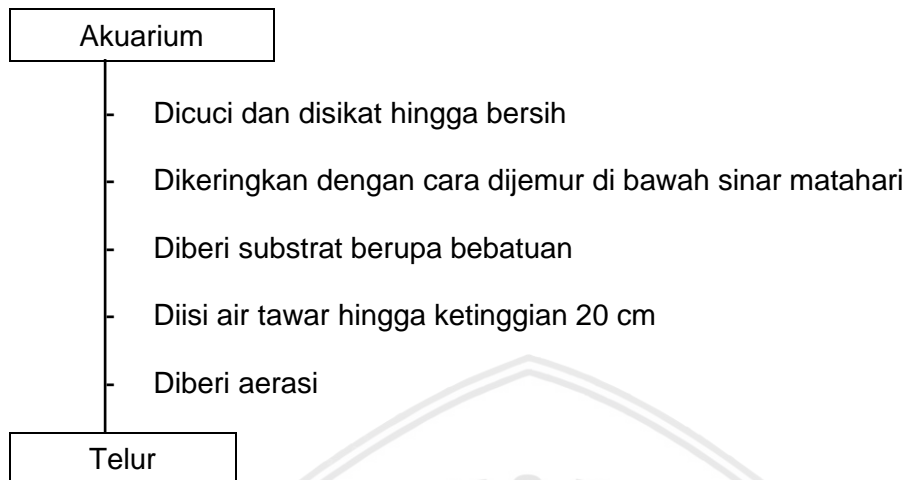 Akuarium
- Dicuci dan disikat hingga bersih
- Dikeringkan dengan cara dijemur di bawah sinar matahari
- Diberi substrat berupa bebatuan
- Diisi air tawar hingga ketinggian 20 cm
- Diberi aerasi
Telur